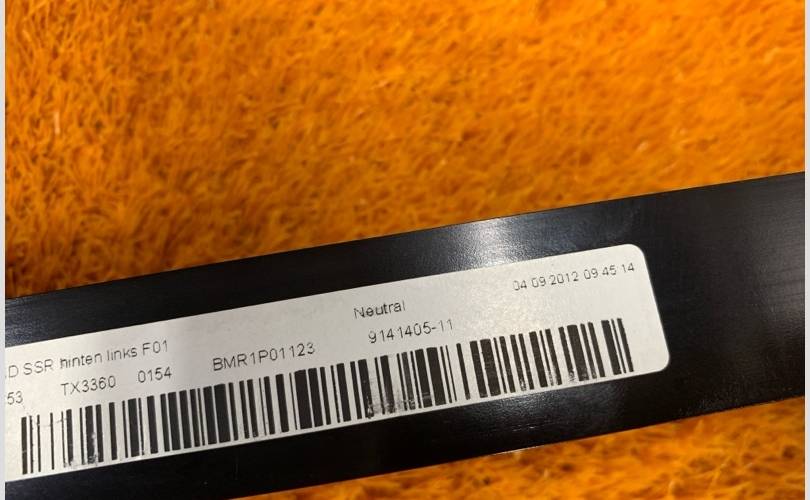 D SSR hinten links F01
Neutral
04.09.2012 09:45:14
53 TX3360 0154 BMR1P01123 9141405-11